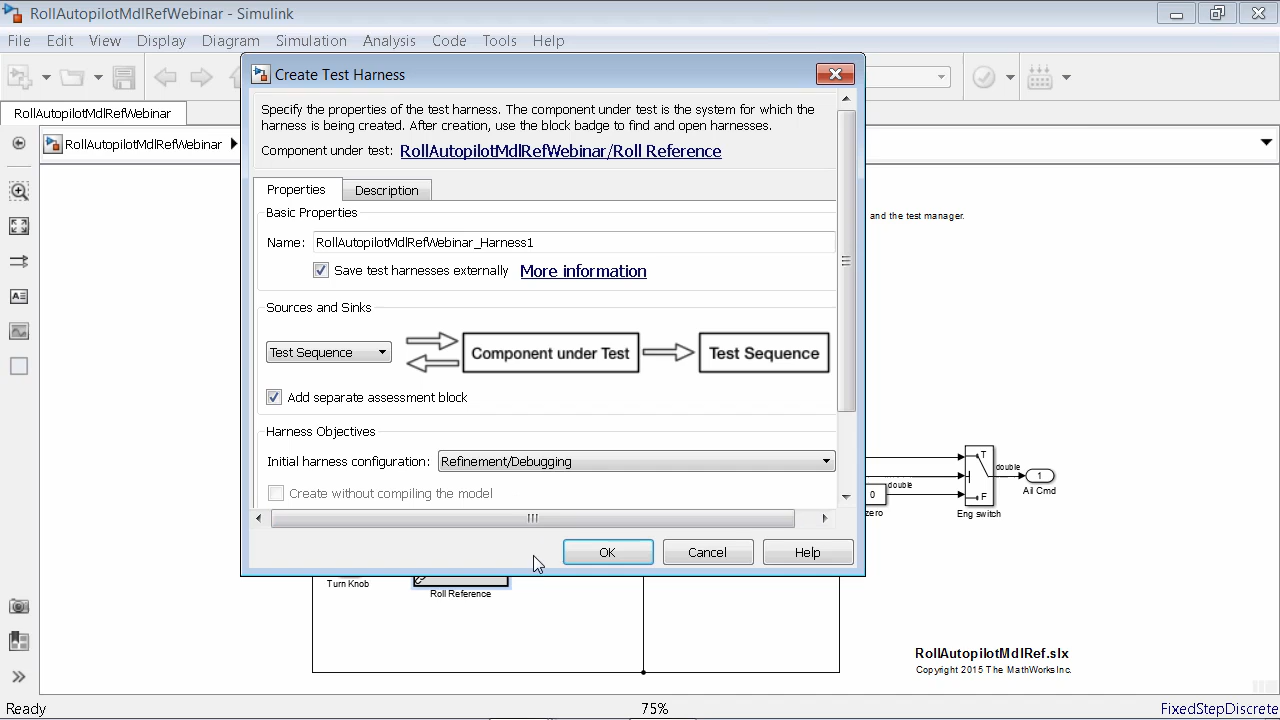 RollAutopilotMdlRefWebinar - Simulink
File Edit View Display Diagram Simulation Analysis Code Tools Help
Create Test Harness
RollAutopilotMdlRefWebinar
RollAutopilotMdlRefWebinar
Specify the properties of the test harness. The component under test is the system for which the
harness is being created. After creation, use the block badge to find and open harnesses.
Component under test: RollAutopilotMdlRefWebinar/Roll Reference
Properties Description
Basic Properties
and the test manager.
Name: RollAutopilotMdlRefWebinar_Harness1
Save test harnesses externally More information
Sources and Sinks
Test Sequence Component under Test Test Sequence
Add separate assessment block
Harness Objectives
Initial harness configuration: Refinement/Debugging
Create without compiling the model
OK Cancel Help
T
double
1
Ail Cmd
0
double
F
zero
Eng switch
Turn Knob
Roll Reference
RollAutopilotMdlRef.slx
Copyright 2015 The MathWorks Inc.
Ready 75% FixedStepDiscrete